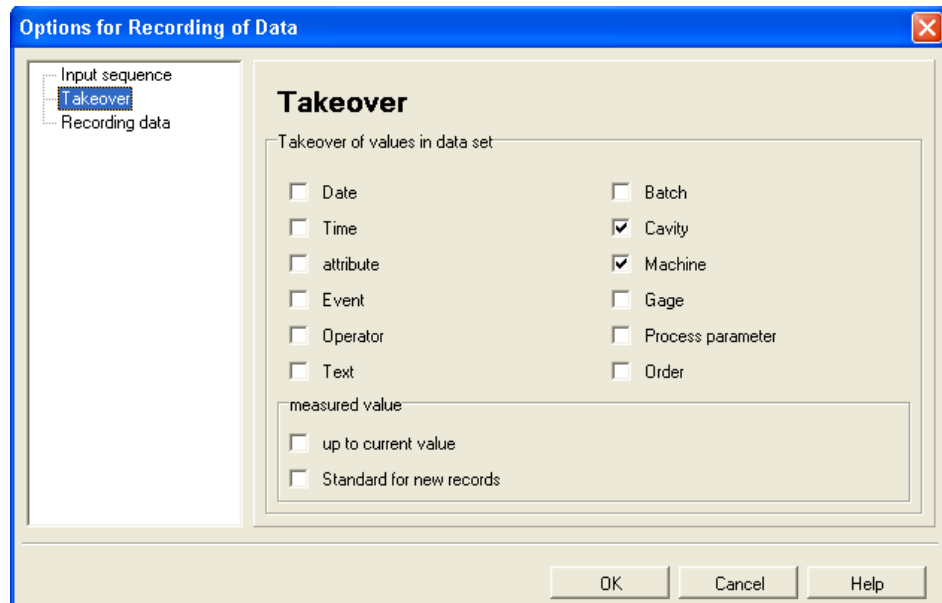 Options for Recording of Data
Input sequence
Takeover
Recording data
Takeover
Takeover of values in data set
Date
Batch
Time
Cavity
attribute
Machine
Event
Gage
Operator
Process parameter
Text
Order
measured value
up to current value
Standard for new records
OK
Cancel
Help